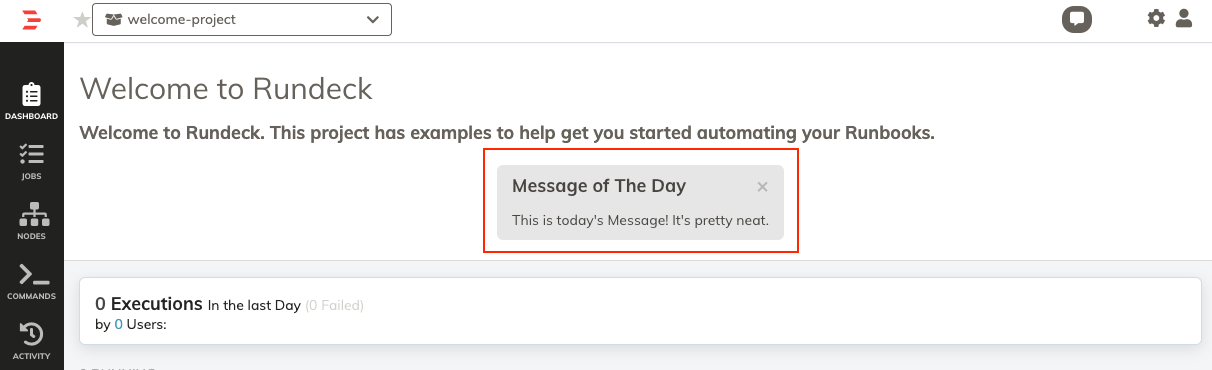 welcome-project
Welcome to Rundeck
Welcome to Rundeck. This project has examples to help get you started automating your Runbooks.
Message of The Day
This is today's Message! It's pretty neat.
DASHBOARD
JOBS
NODES
COMMANDS
ACTIVITY
0 Executions In the last Day (0 Failed)
by 0 Users: